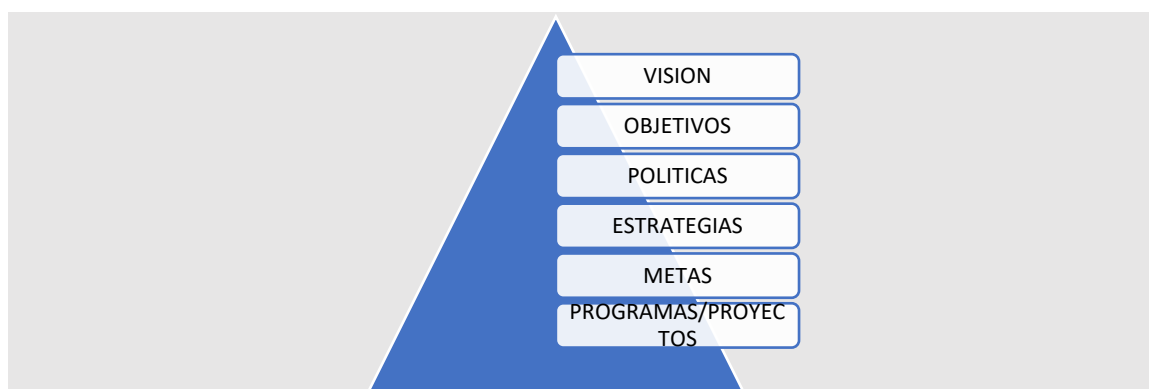 VISION
OBJETIVOS
POLITICAS
ESTRATEGIAS
METAS
PROGRAMAS/PROYEC
TOS